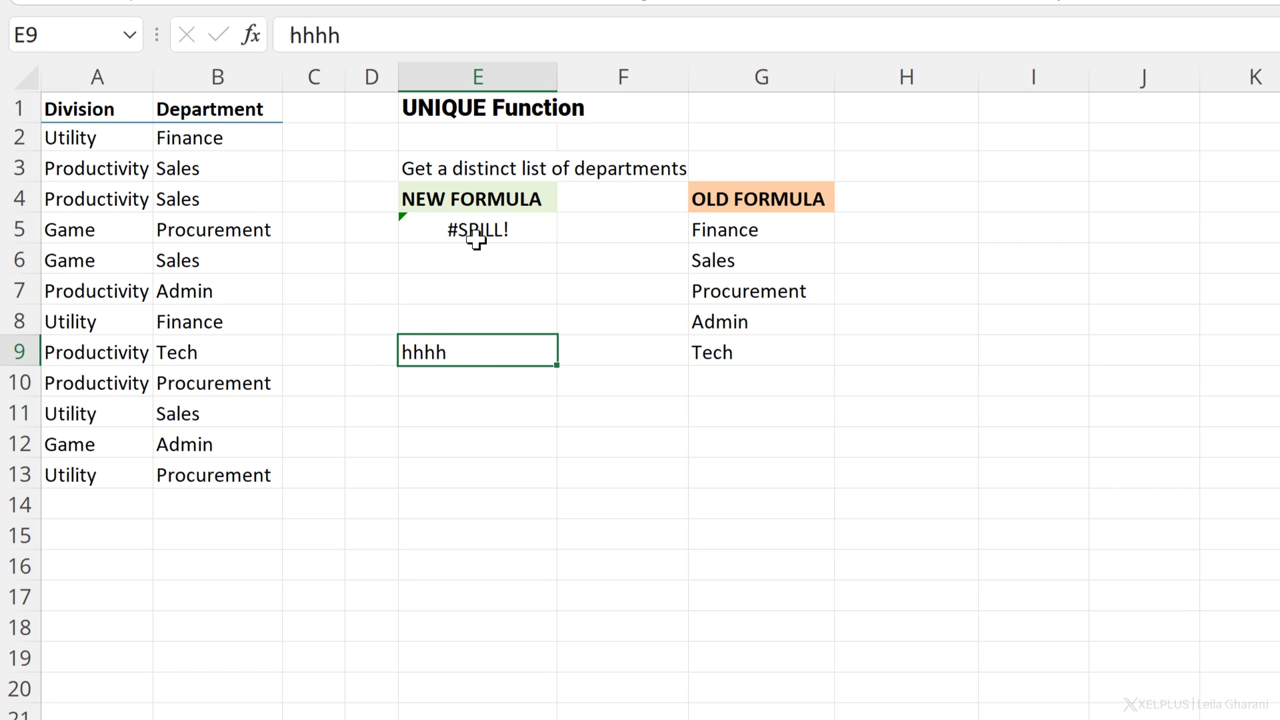 E9 fx hhhh
A B C D E F G H I J K
1 Division Department UNIQUE Function
2 Utility Finance
3 Productivity Sales Get a distinct list of departments
4 Productivity Sales NEW FORMULA OLD FORMULA
5 Game Procurement #SPILL! Finance
6 Game Sales Sales
7 Productivity Admin Procurement
8 Utility Finance Admin
9 Productivity Tech hhhh Tech
10 Productivity Procurement
11 Utility Sales
12 Game Admin
13 Utility Procurement
14
15
16
17
18
19
20
21
XELPLUS | Leila Gharani